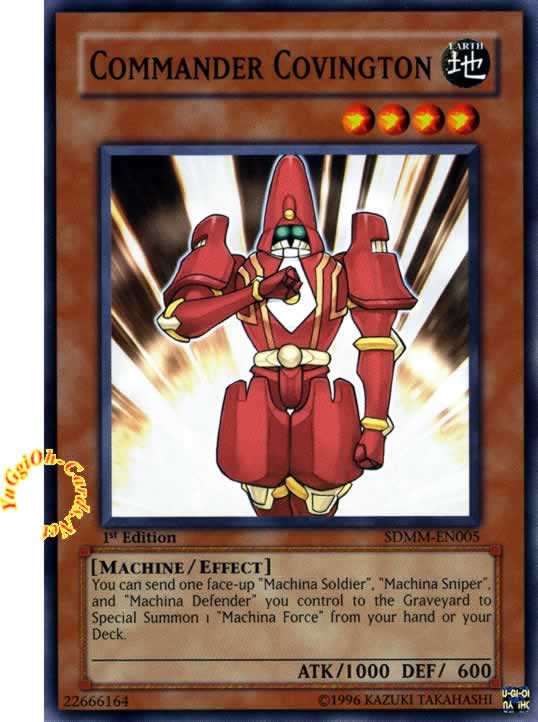 COMMANDER COVINGTON
EARTH
地
YuGgiOh-Cards.Net
1st Edition
SDMM-EN005
[MACHINE/EFFECT]
You can send one face-up "Machina Soldier", "Machina Sniper",
and "Machina Defender" you control to the Graveyard to
Special Summon 1 "Machina Force" from your hand or your
Deck.
ATK/1000 DEF/ 600
22666164
©1996 KAZUKI TAKAHASHI